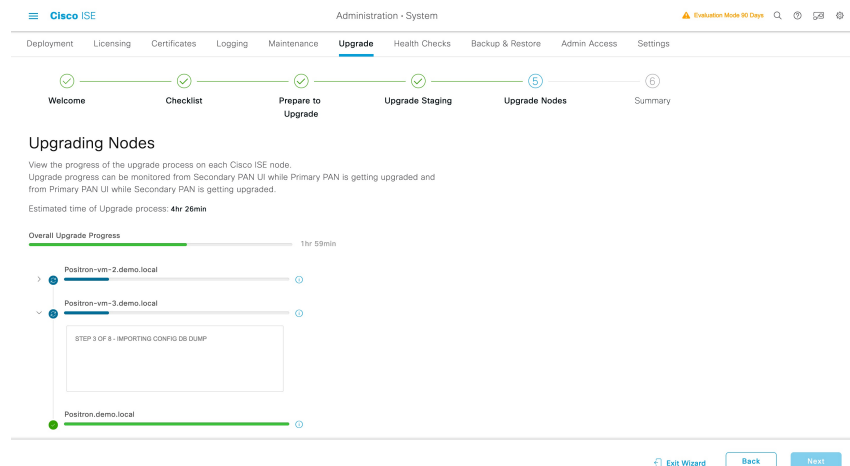 Cisco ISE
Administration · System
Evaluation Mode 90 Days
Deployment Licensing Certificates Logging Maintenance Upgrade Health Checks Backup & Restore Admin Access Settings
5 6
Welcome Checklist Prepare to Upgrade Staging Upgrade Nodes Summary
Upgrade
Upgrading Nodes
View the progress of the upgrade process on each Cisco ISE node.
Upgrade progress can be monitored from Secondary PAN UI while Primary PAN is getting upgraded and
from Primary PAN UI while Secondary PAN is getting upgraded.
Estimated time of Upgrade process: 4hr 26min
Overall Upgrade Progress
1hr 59min
Positron-vm-2.demo.local
Positron-vm-3.demo.local
STEP 3 OF 8 - IMPORTING CONFIG DB DUMP
Positron.demo.local
Exit Wizard Back Next